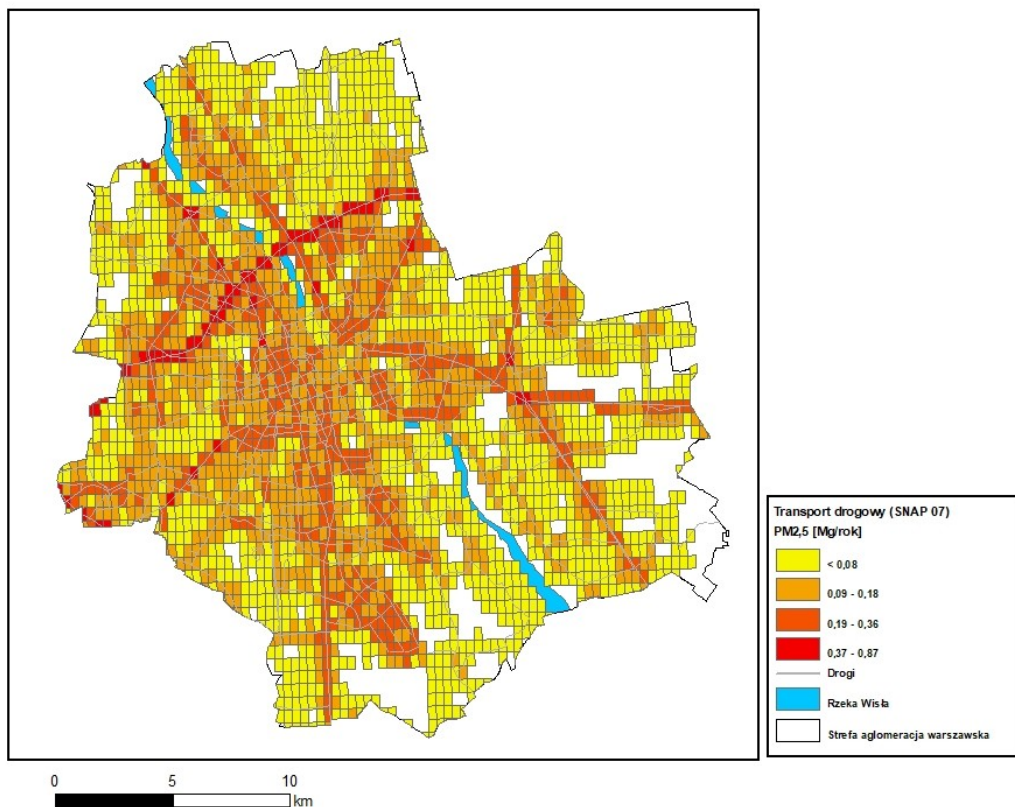 Transport drogowy (SNAP 07)
PM2,5 [Mg/rok]
< 0,08
0,09 - 0,18
0,19 - 0,36
0,37 - 0,87
Drogi
Rzeka Wisła
Strefa aglomeracja warszawska
0 5 10
km